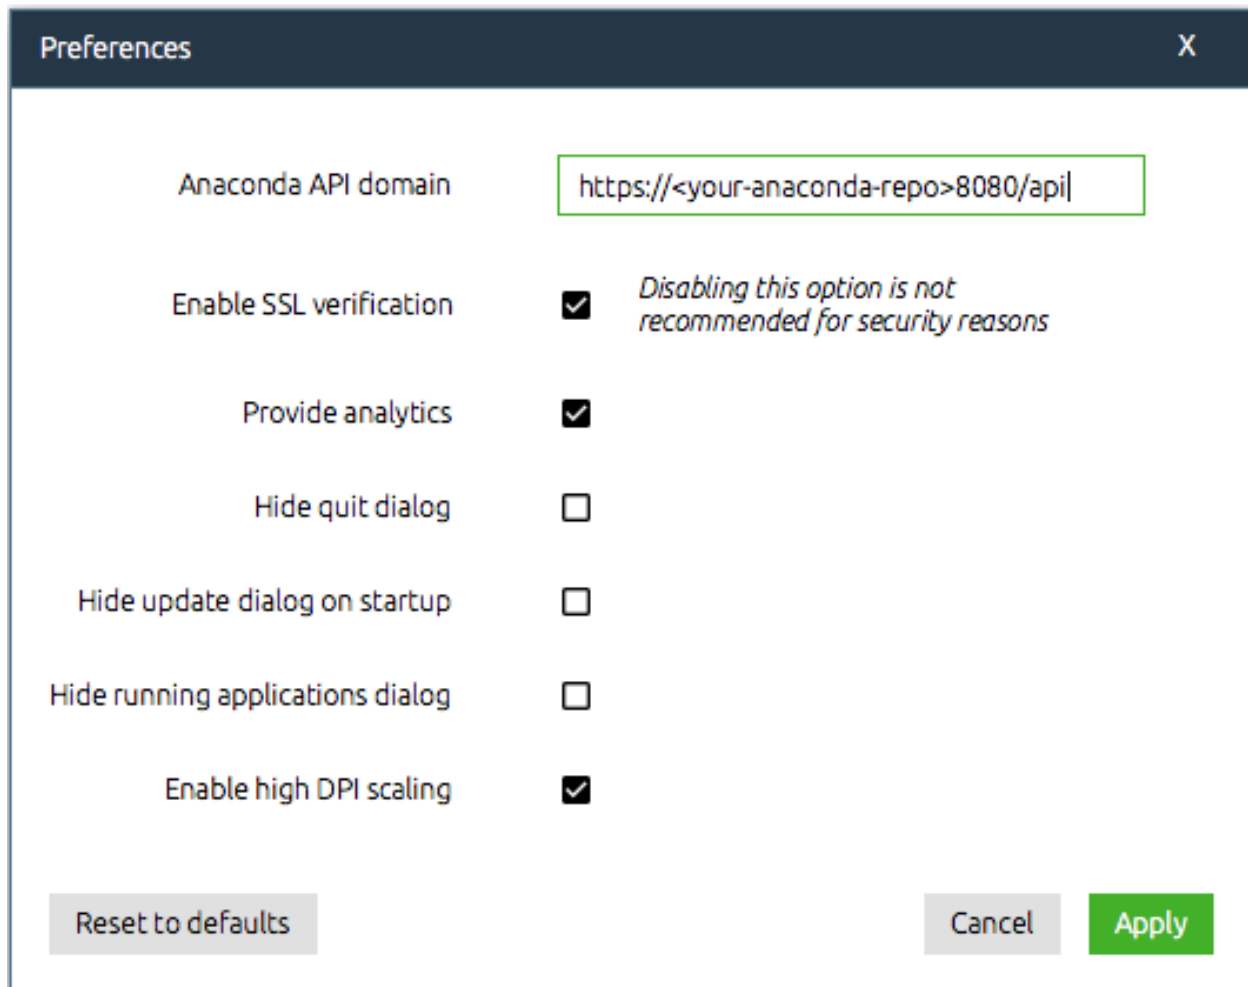 Preferences X
Anaconda API domain https://<your-anaconda-repo>8080/api
Enable SSL verification Disabling this option is not
recommended for security reasons
Provide analytics
Hide quit dialog
Hide update dialog on startup
Hide running applications dialog
Enable high DPI scaling
Reset to defaults Cancel Apply